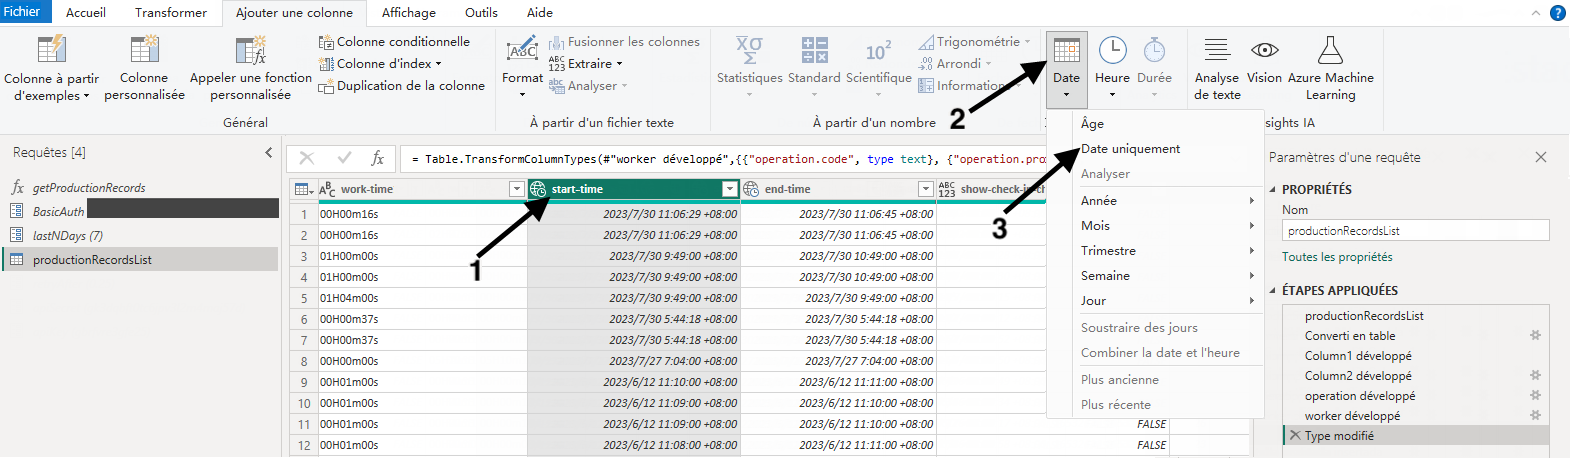 Fichier Accueil Transformer Ajouter une colonne Affichage Outils Aide
Colonne à partir d'exemples
Colonne personnalisée
Appeler une fonction personnalisée
Colonne conditionnelle
Colonne d'index
Duplication de la colonne
Général
Format
Fusionner les colonnes
Extraire
Analyser
À partir d'un fichier texte
Statistiques
Standard
Scientifique
Trigonométrie
Arrondi
Informations
À partir d'un nombre
Date
Heure
Durée
Analyse de texte
Vision
Azure Machine Learning
sights IA
2
Âge
Date uniquement
Analyser
Année
Mois
Trimestre
Semaine
Jour
Soustraire des jours
Combiner la date et l'heure
Plus ancienne
Plus récente
3
Requêtes [4]
getProductionRecords
BasicAuth
lastNDays (7)
productionRecordsList
fx = Table.TransformColumnTypes(#"worker développé",{{"operation.code", type text}, {"operation.pro
work-time start-time end-time show-check-in-ch
1 00H00m16s 2023/7/30 11:06:29 +08:00 2023/7/30 11:06:45 +08:00
2 00H00m16s 2023/7/30 11:06:29 +08:00 2023/7/30 11:06:45 +08:00
3 01H00m00s 2023/7/30 9:49:00 +08:00 2023/7/30 10:49:00 +08:00
4 01H00m00s 2023/7/30 9:49:00 +08:00 2023/7/30 10:49:00 +08:00
5 01H04m00s 2023/7/30 9:49:00 +08:00 2023/7/30 9:49:00 +08:00
6 00H00m37s 2023/7/30 5:44:18 +08:00 2023/7/30 5:44:18 +08:00
7 00H00m37s 2023/7/30 5:44:18 +08:00 2023/7/30 5:44:18 +08:00
8 00H00m00s 2023/7/27 7:04:00 +08:00 2023/7/27 7:04:00 +08:00
9 00H01m00s 2023/6/12 11:10:00 +08:00 2023/6/12 11:11:00 +08:00
10 00H01m00s 2023/6/12 11:09:00 +08:00 2023/6/12 11:10:00 +08:00
11 00H01m00s 2023/6/12 11:09:00 +08:00 2023/6/12 11:10:00 +08:00 FALSE
12 00H01m00s 2023/6/12 11:08:00 +08:00 2023/6/12 11:11:00 +08:00 FALSE
1
Paramètres d'une requête
PROPRIÉTÉS
Nom
productionRecordsList
Toutes les propriétés
ÉTAPES APPLIQUÉES
productionRecordsList
Converti en table
Column1 développé
Column2 développé
operation développé
worker développé
Type modifié